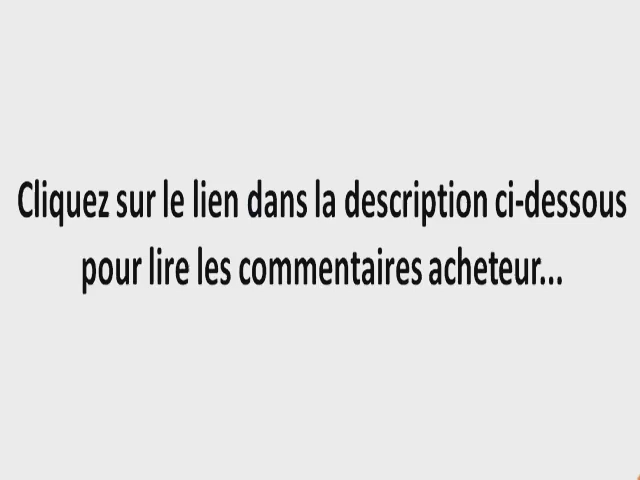 Cliquez sur le lien dans la description ci-dessous
pour lire les commentaires acheteur...